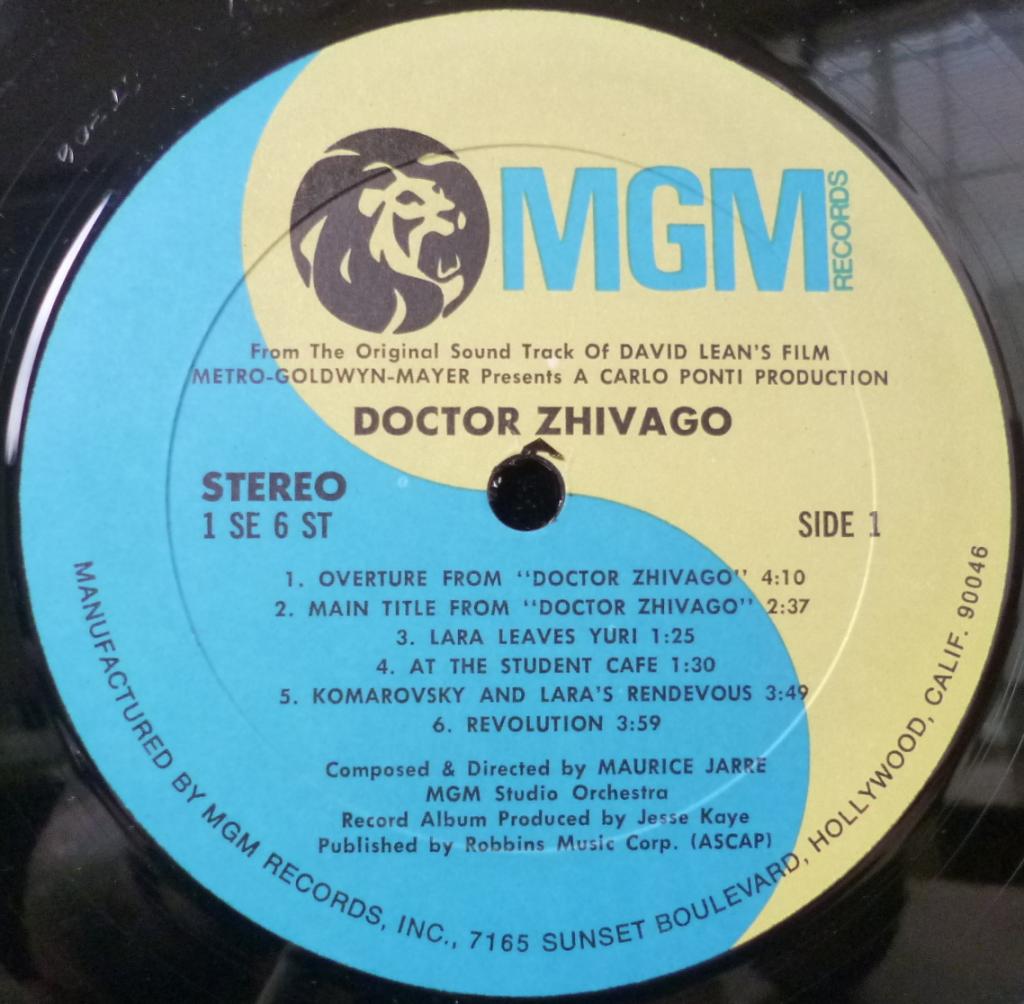 MGM RECORDS
From The Original Sound Track Of DAVID LEAN'S FILM
METRO-GOLDWYN-MAYER Presents A CARLO PONTI PRODUCTION
DOCTOR ZHIVAGO
STEREO
1 SE 6 ST
SIDE 1
1. OVERTURE FROM "DOCTOR ZHIVAGO" 4:10
2. MAIN TITLE FROM "DOCTOR ZHIVAGO" 2:37
3. LARA LEAVES YURI 1:25
4. AT THE STUDENT CAFE 1:30
5. KOMAROVSKY AND LARA'S RENDEVOUS 3:49
6. REVOLUTION 3:59
Composed & Directed by MAURICE JARRE
MGM Studio Orchestra
Record Album Produced by Jesse Kaye
Published by Robbins Music Corp. (ASCAP)
MANUFACTURED BY MGM RECORDS, INC., 7165 SUNSET BOULEVARD, HOLLYWOOD, CALIF. 90046